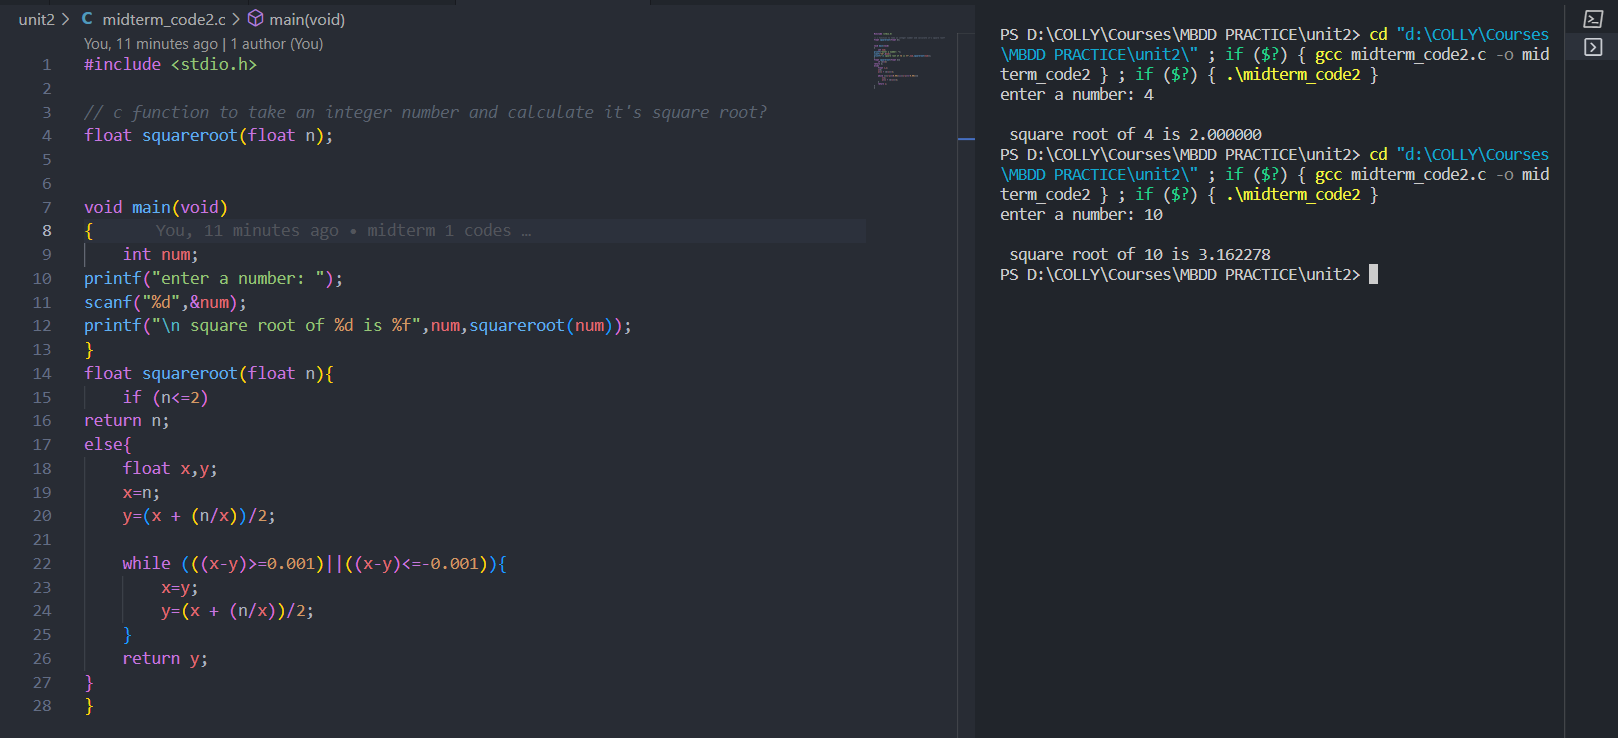 unit2 > C midterm_code2.c > main(void)
You, 11 minutes ago | 1 author (You)
1 #include <stdio.h>
2
3 // c function to take an integer number and calculate it's square root?
4 float squareroot(float n);
5
6
7 void main(void)
8 { You, 11 minutes ago • midterm 1 codes …
9 int num;
10 printf("enter a number: ");
11 scanf("%d",&num);
12 printf("\n square root of %d is %f",num,squareroot(num));
13 }
14 float squareroot(float n){
15 if (n<=2)
16 return n;
17 else{
18 float x,y;
19 x=n;
20 y=(x + (n/x))/2;
21
22 while (((x-y)>=0.001)||((x-y)<=-0.001)){
23 x=y;
24 y=(x + (n/x))/2;
25 }
26 return y;
27 }
28 }
PS D:\COLLY\Courses\MBDD PRACTICE\unit2> cd "d:\COLLY\Courses
\MBDD PRACTICE\unit2\" ; if ($?) { gcc midterm_code2.c -o mid
term_code2 } ; if ($?) { .\midterm_code2 }
enter a number: 4

square root of 4 is 2.000000
PS D:\COLLY\Courses\MBDD PRACTICE\unit2> cd "d:\COLLY\Courses
\MBDD PRACTICE\unit2\" ; if ($?) { gcc midterm_code2.c -o mid
term_code2 } ; if ($?) { .\midterm_code2 }
enter a number: 10

square root of 10 is 3.162278
PS D:\COLLY\Courses\MBDD PRACTICE\unit2>